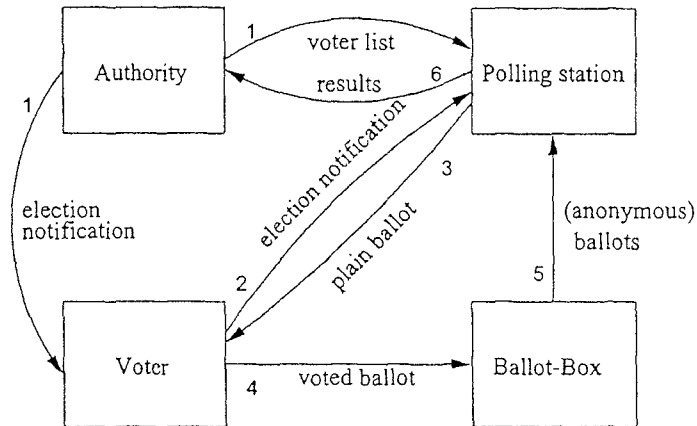 1
voter list
Authority
results
6
Polling station
1
election notification
3
election
notification
plain ballot
(anonymous)
ballots
2
5
Voter
4
voted ballot
Ballot-Box